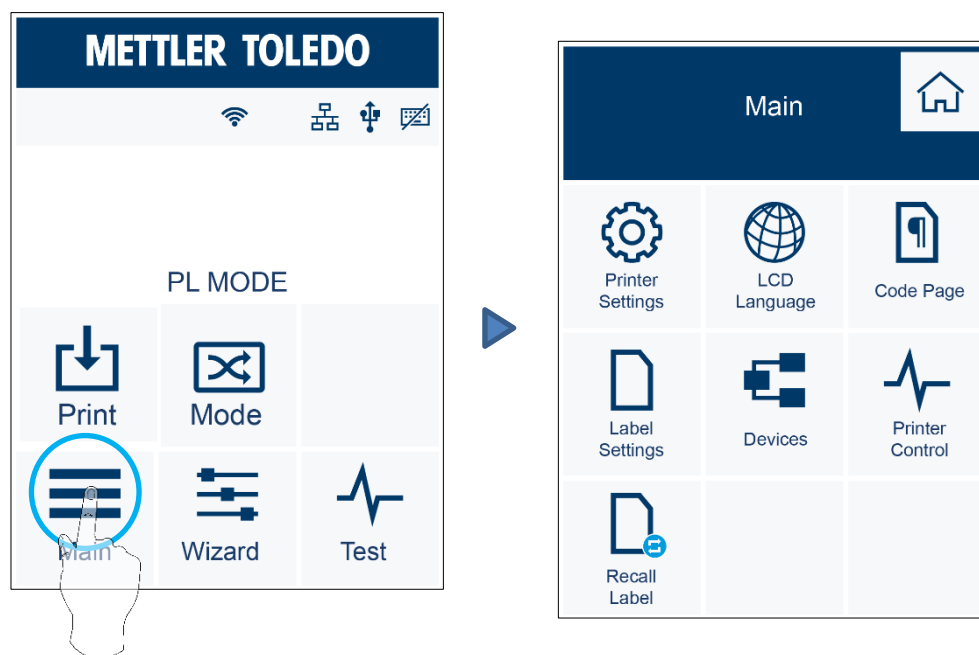 METTLER TOLEDO
PL MODE
Print
Mode
Main
Wizard
Test
Main
Printer
Settings
LCD
Language
Code Page
Label
Settings
Devices
Printer
Control
Recall
Label